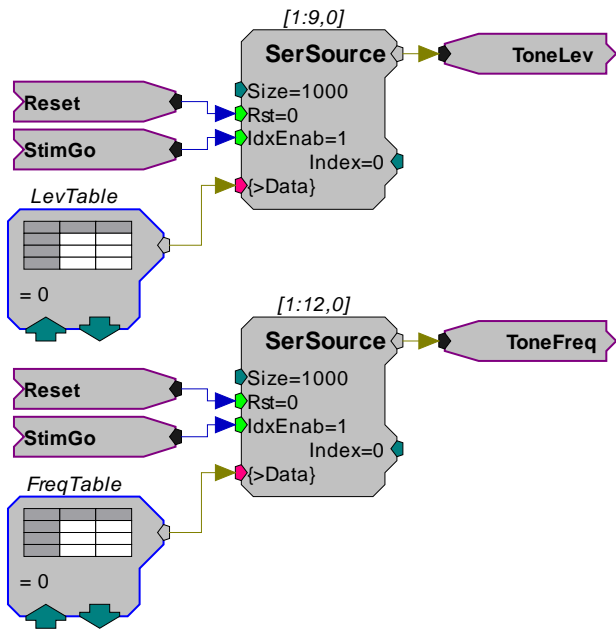 [1:9,0]
SerSource
ToneLev
Size=1000
Reset
Rst=0
IdxEnab=1
StimGo
Index=0
{>Data}
LevTable
= 0
[1:12,0]
SerSource
ToneFreq
Size=1000
Reset
Rst=0
IdxEnab=1
StimGo
Index=0
{>Data}
FreqTable
= 0